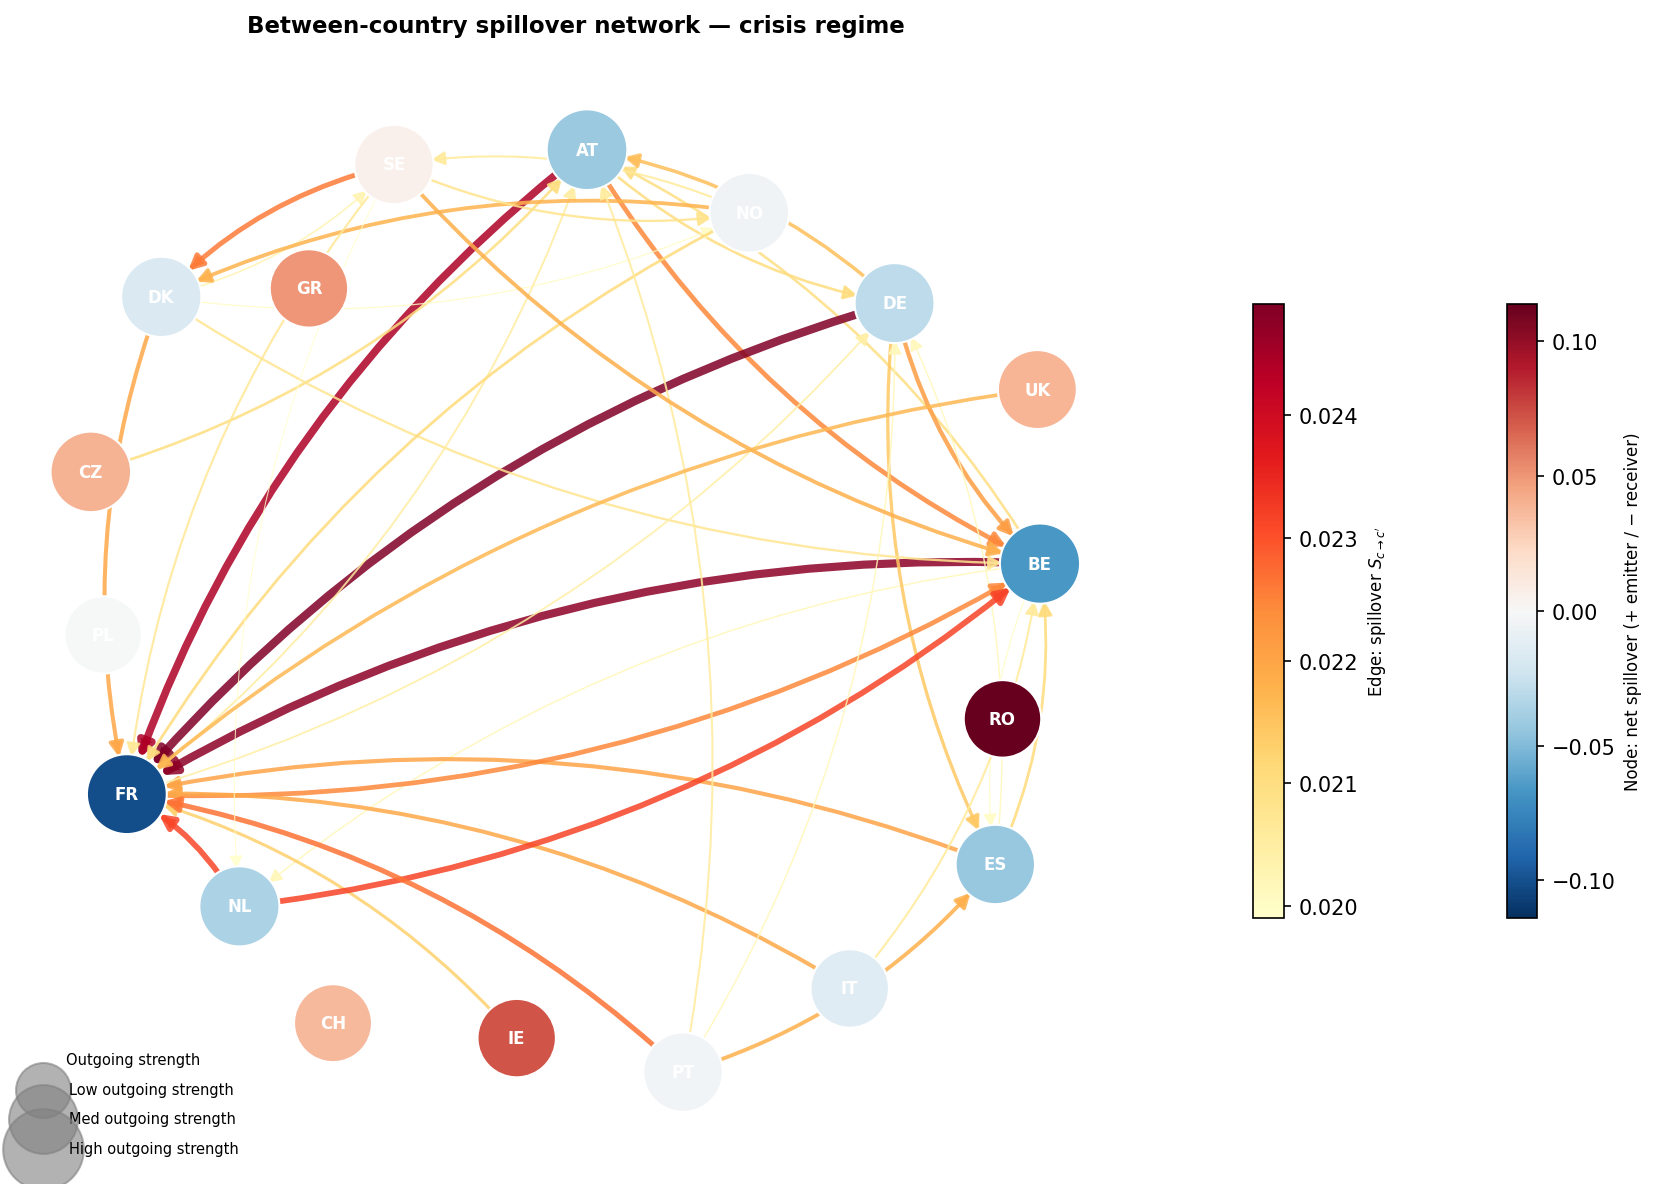 Between-country spillover network — crisis regime
AT
SE
NO
DK
GR
DE
UK
CZ
BE
PL
RO
FR
ES
NL
IT
CH
IE
PT
Outgoing strength
Low outgoing strength
Med outgoing strength
High outgoing strength
0.024
0.023
0.022
0.021
0.020
Edge: spillover S_{c→c′}
0.10
0.05
0.00
−0.05
−0.10
Node: net spillover (+ emitter / − receiver)